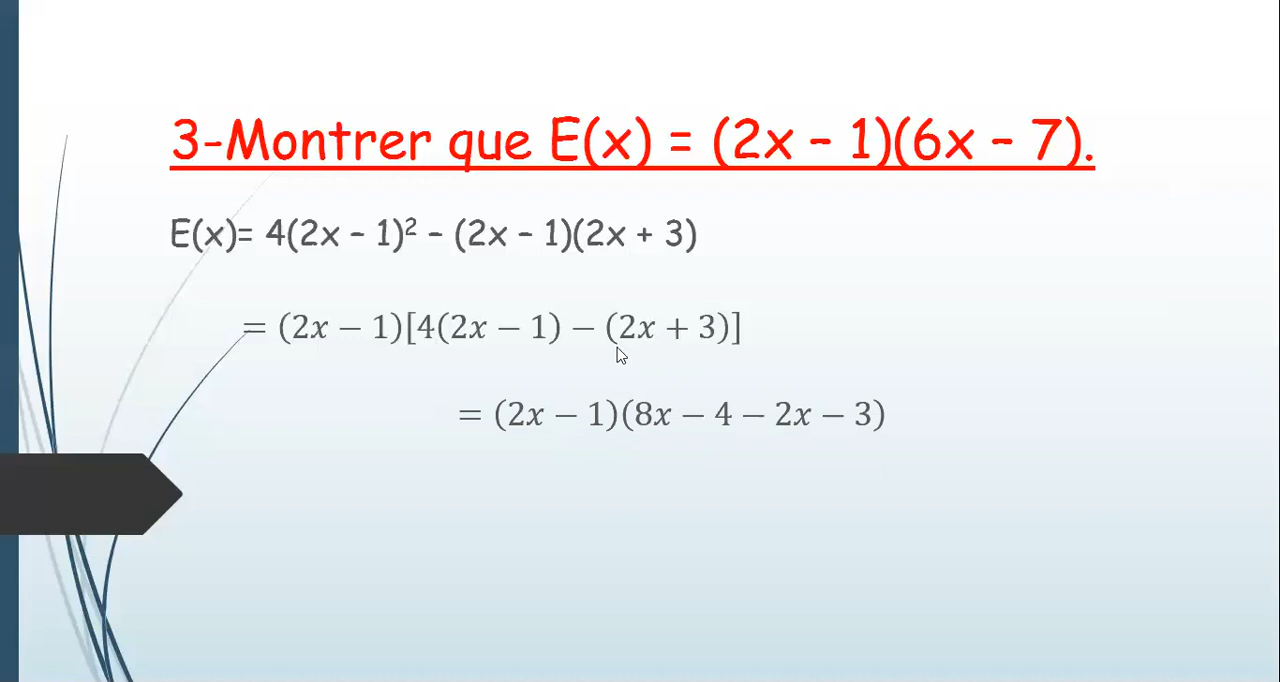 3-Montrer que E(x) = (2x – 1)(6x – 7).
E(x)= 4(2x – 1)² – (2x – 1)(2x + 3)
= (2x − 1)[4(2x − 1) − (2x + 3)]
= (2x − 1)(8x − 4 − 2x − 3)